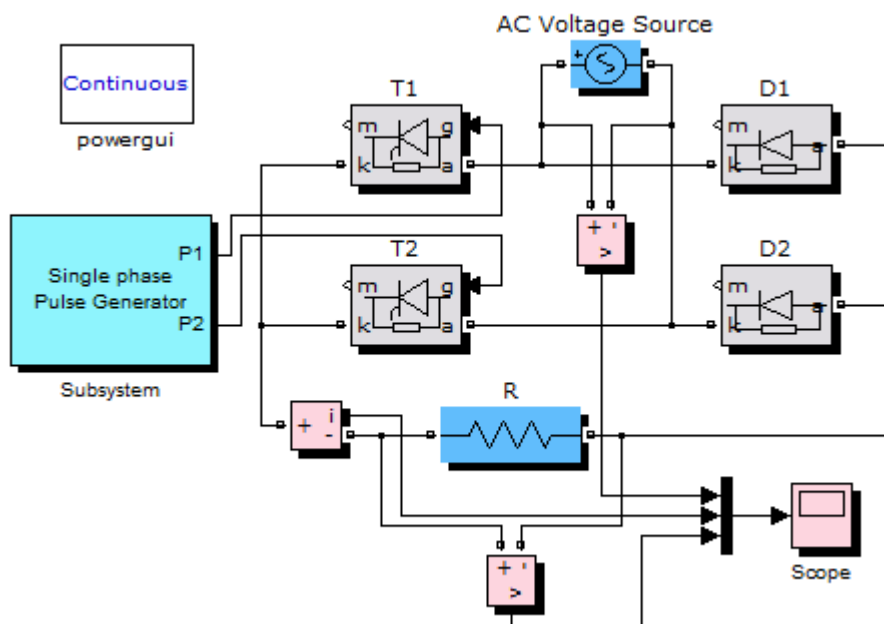 AC Voltage Source
Continuous
powergui
T1
m
g
k
a
D1
m
k
a
+
+ -
v
Single phase
Pulse Generator
P1
P2
Subsystem
T2
m
g
k
a
D2
m
k
a
+
i
-
R
+ -
v
Scope